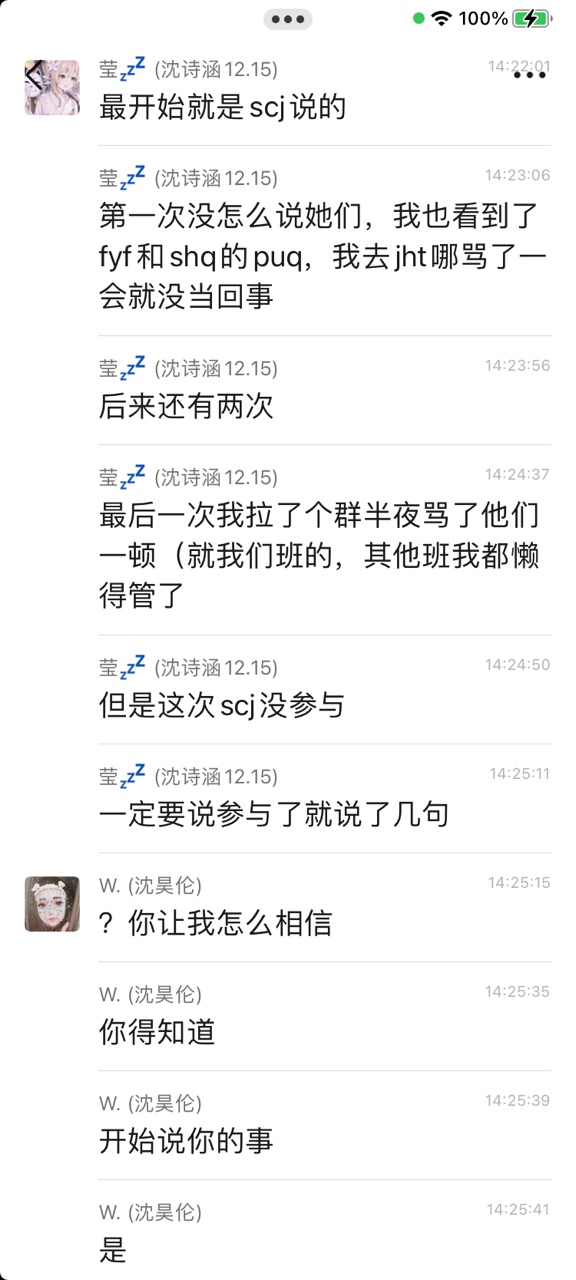 100%
莹💤 (沈诗涵12.15)
14:22:01
最开始就是scj说的
莹💤 (沈诗涵12.15)
14:23:06
第一次没怎么说她们，我也看到了
fyf和shq的puq，我去jht哪骂了一
会就没当回事
莹💤 (沈诗涵12.15)
14:23:56
后来还有两次
莹💤 (沈诗涵12.15)
14:24:37
最后一次我拉了个群半夜骂了他们
一顿（就我们班的，其他班我都懒
得管了
莹💤 (沈诗涵12.15)
14:24:50
但是这次scj没参与
莹💤 (沈诗涵12.15)
14:25:11
一定要说参与了就说了几句
W. (沈昊伦)
14:25:15
？你让我怎么相信
W. (沈昊伦)
14:25:35
你得知道
W. (沈昊伦)
14:25:39
开始说你的事
W. (沈昊伦)
14:25:41
是